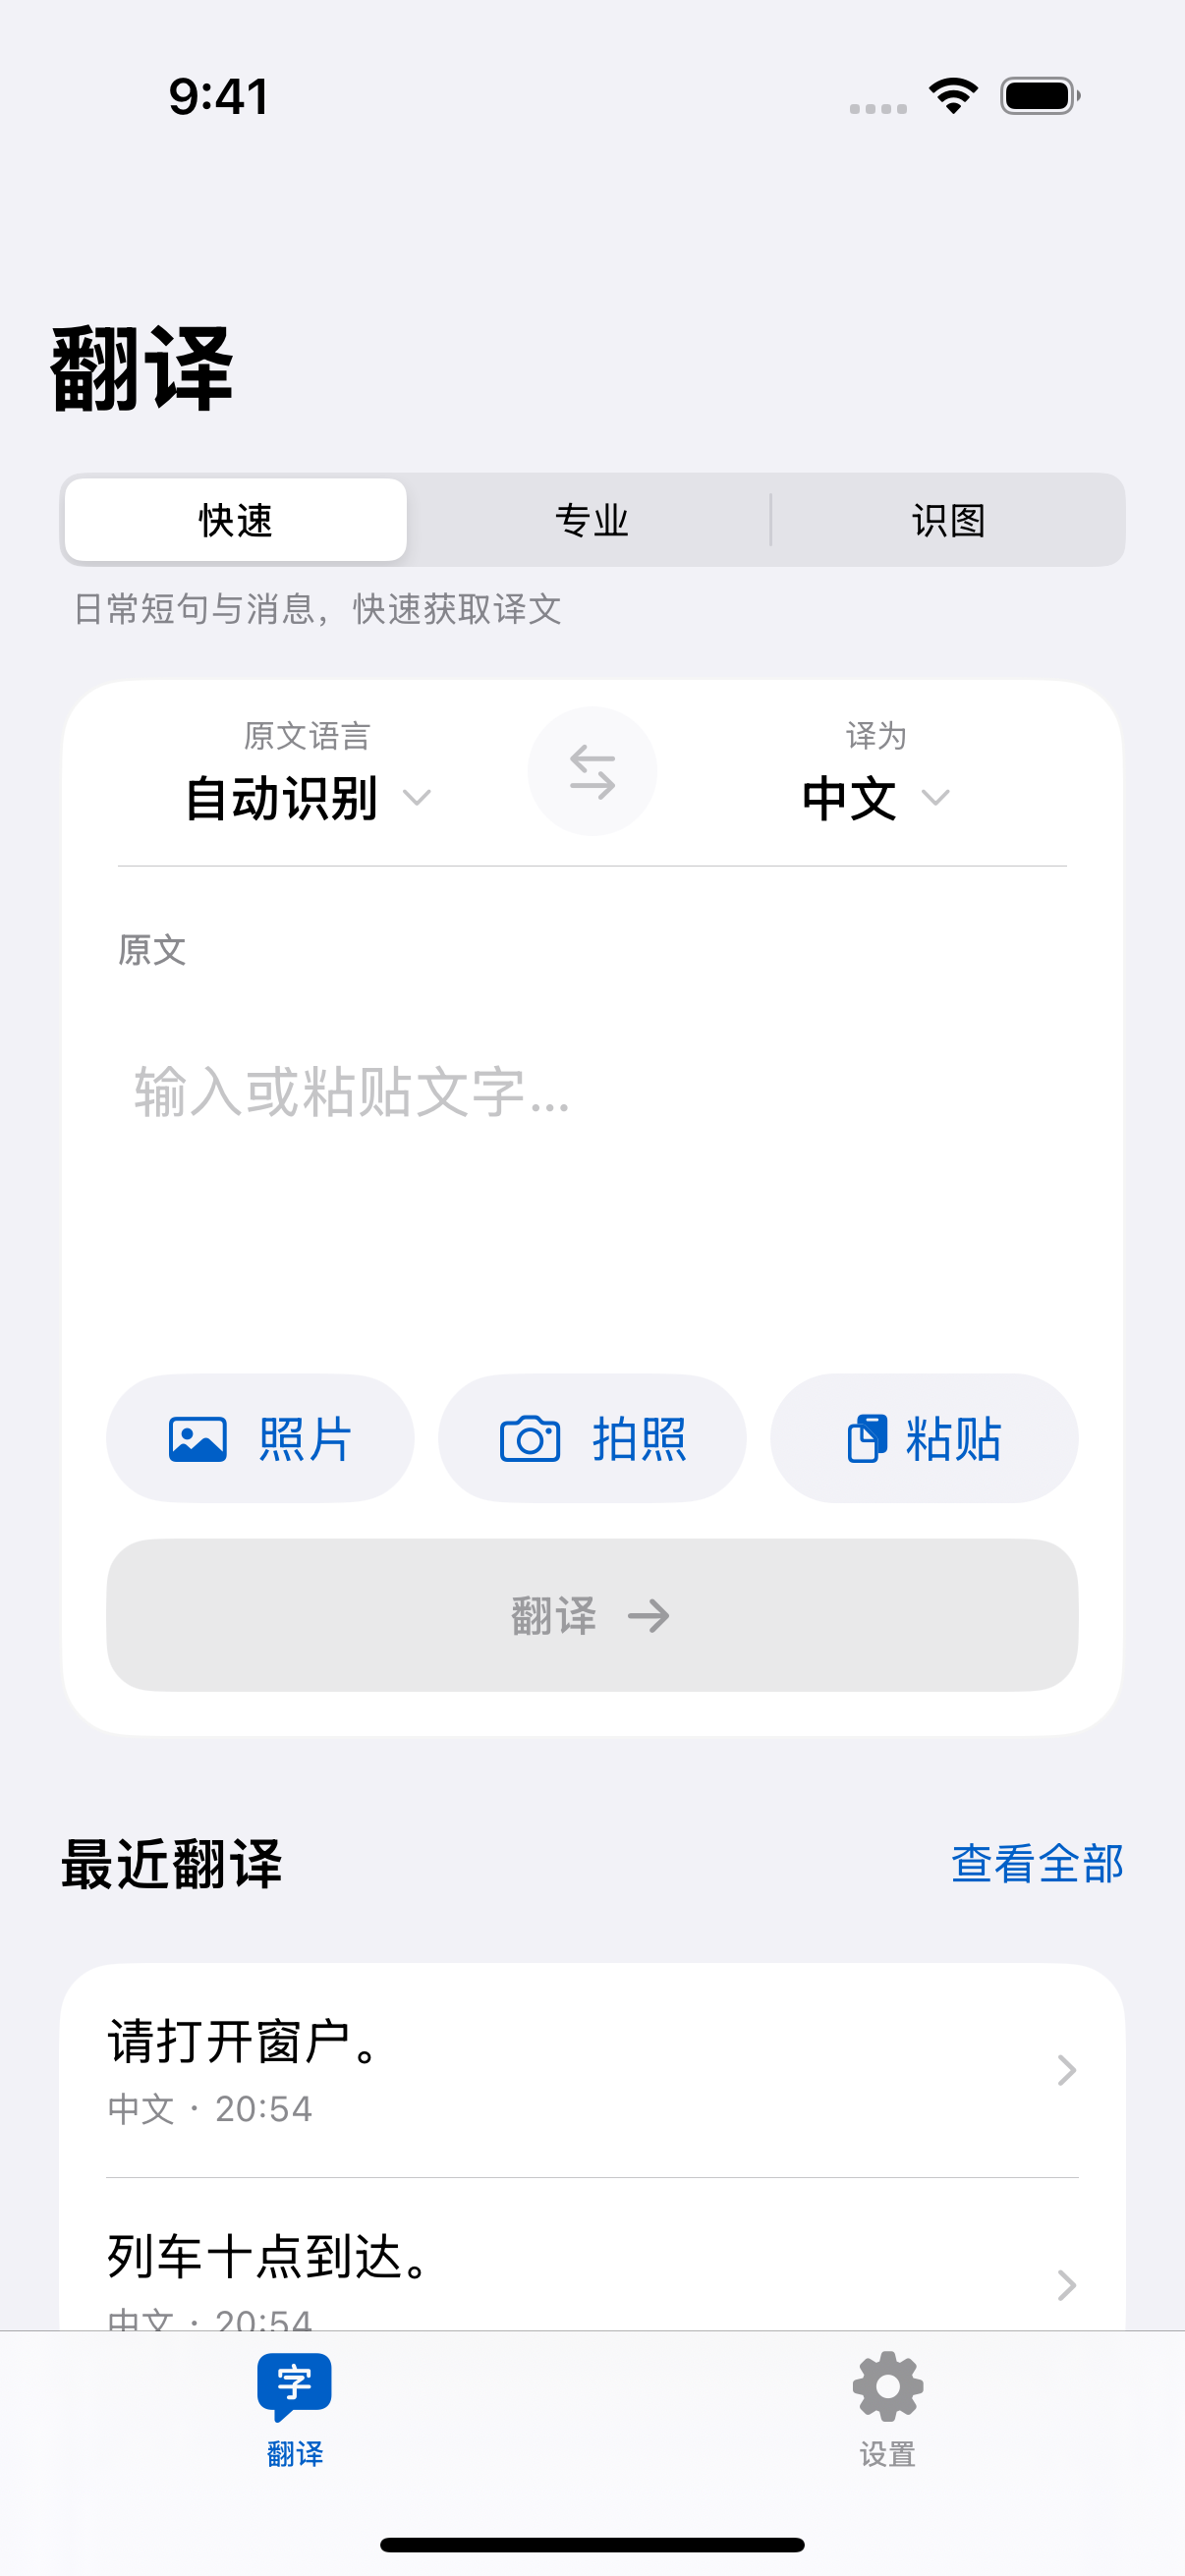 9:41
翻译
快速 专业 识图
日常短句与消息，快速获取译文
原文语言 译为
自动识别 中文
原文
输入或粘贴文字...
照片 拍照 粘贴
翻译 →
最近翻译 查看全部
请打开窗户。
中文 · 20:54
列车十点到达。
中文 · 20:54
字
翻译 设置